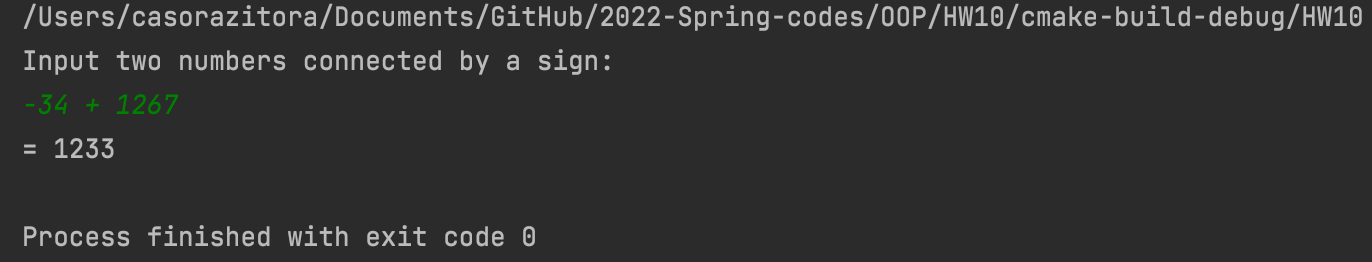 /Users/casorazitora/Documents/GitHub/2022-Spring-codes/OOP/HW10/cmake-build-debug/HW10
Input two numbers connected by a sign:
-34 + 1267
= 1233
Process finished with exit code 0